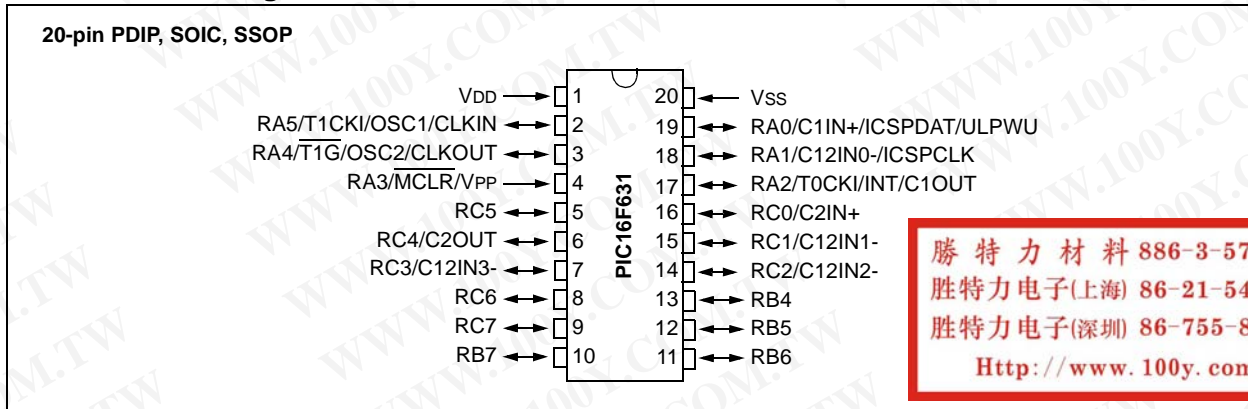 20-pin PDIP, SOIC, SSOP
VDD 1 20 VSS
RA5/T1CKI/OSC1/CLKIN 2 19 RA0/C1IN+/ICSPDAT/ULPWU
RA4/T1G/OSC2/CLKOUT 3 18 RA1/C12IN0-/ICSPCLK
RA3/MCLR/VPP 4 17 RA2/T0CKI/INT/C1OUT
RC5 5 16 RC0/C2IN+
RC4/C2OUT 6 15 RC1/C12IN1-
RC3/C12IN3- 7 14 RC2/C12IN2-
RC6 8 13 RB4
RC7 9 12 RB5
RB7 10 11 RB6
PIC16F631
勝特力材料 886-3-57
胜特力电子(上海) 86-21-54
胜特力电子(深圳) 86-755-8
Http://www.100y.com
WWW.100Y.COM.TW